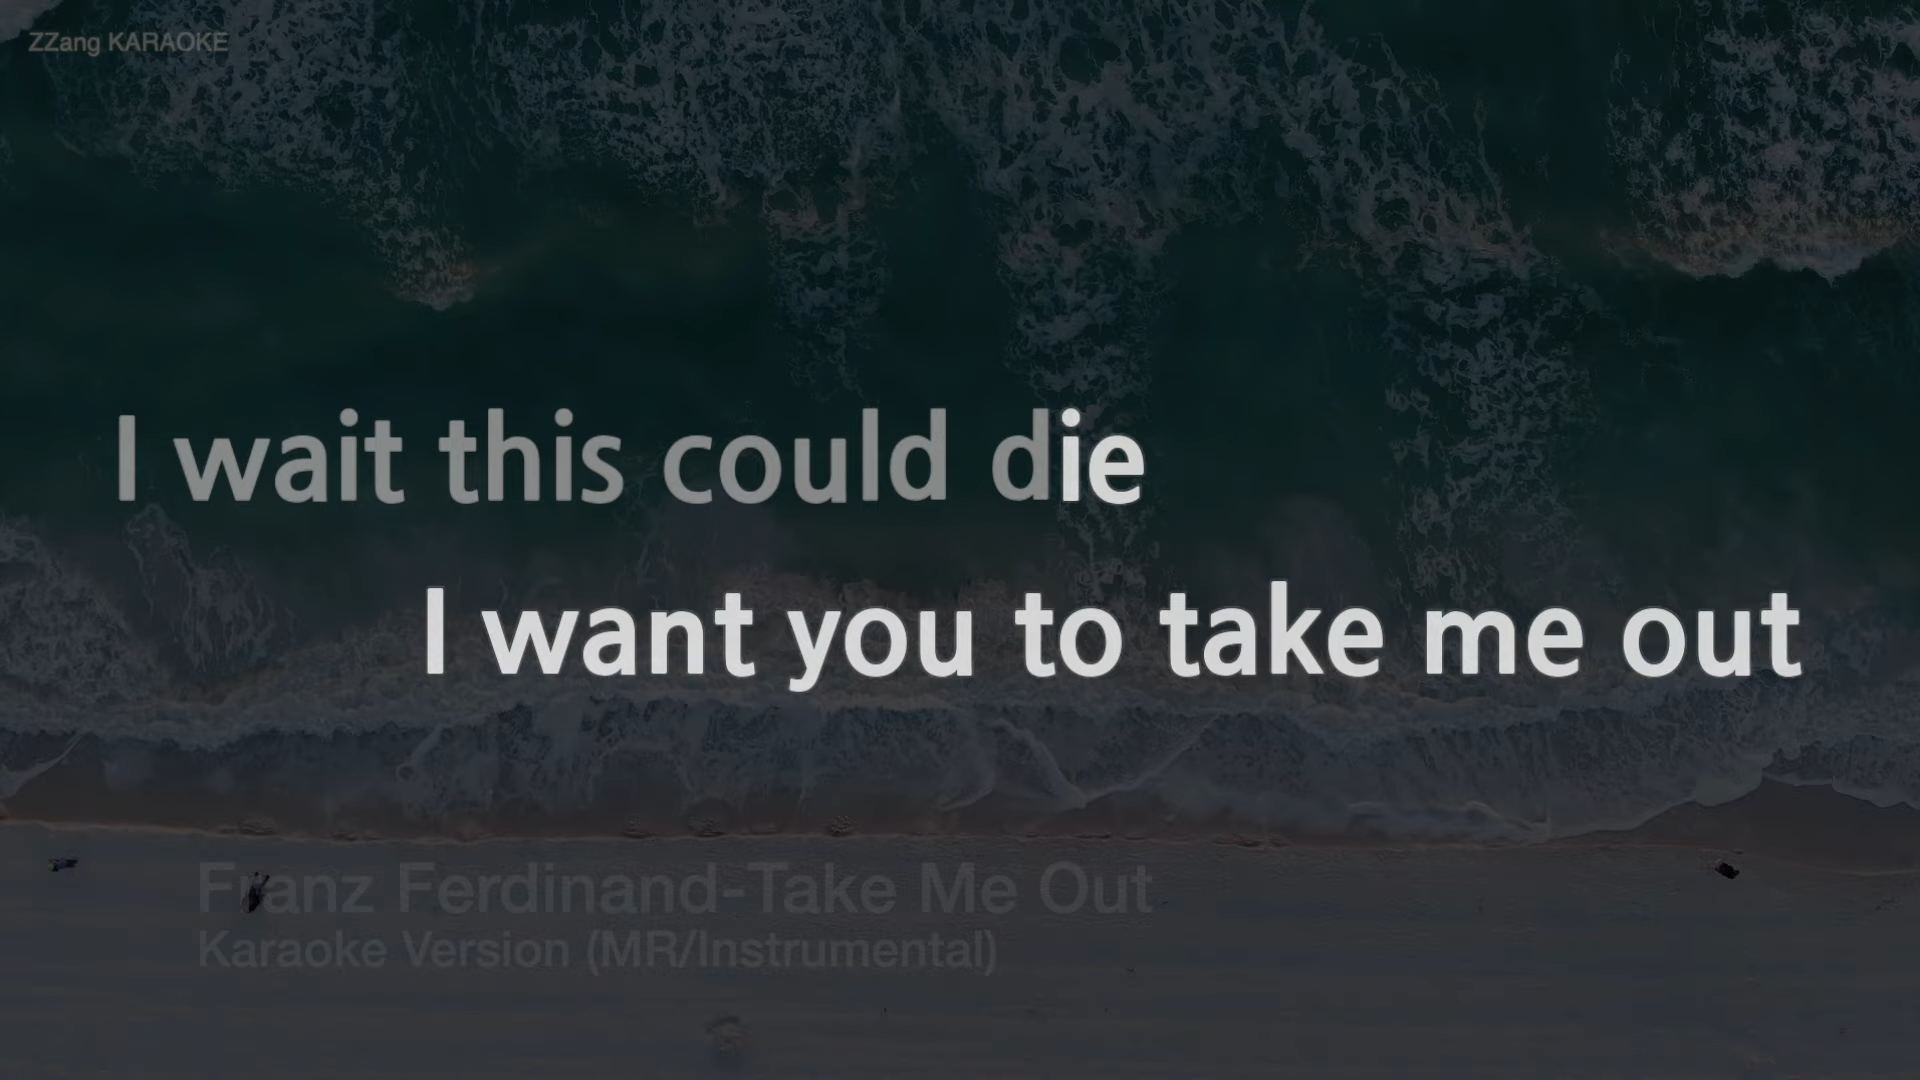 ZZang KARAOKE
I wait this could die
I want you to take me out
Franz Ferdinand-Take Me Out
Karaoke Version (MR/Instrumental)